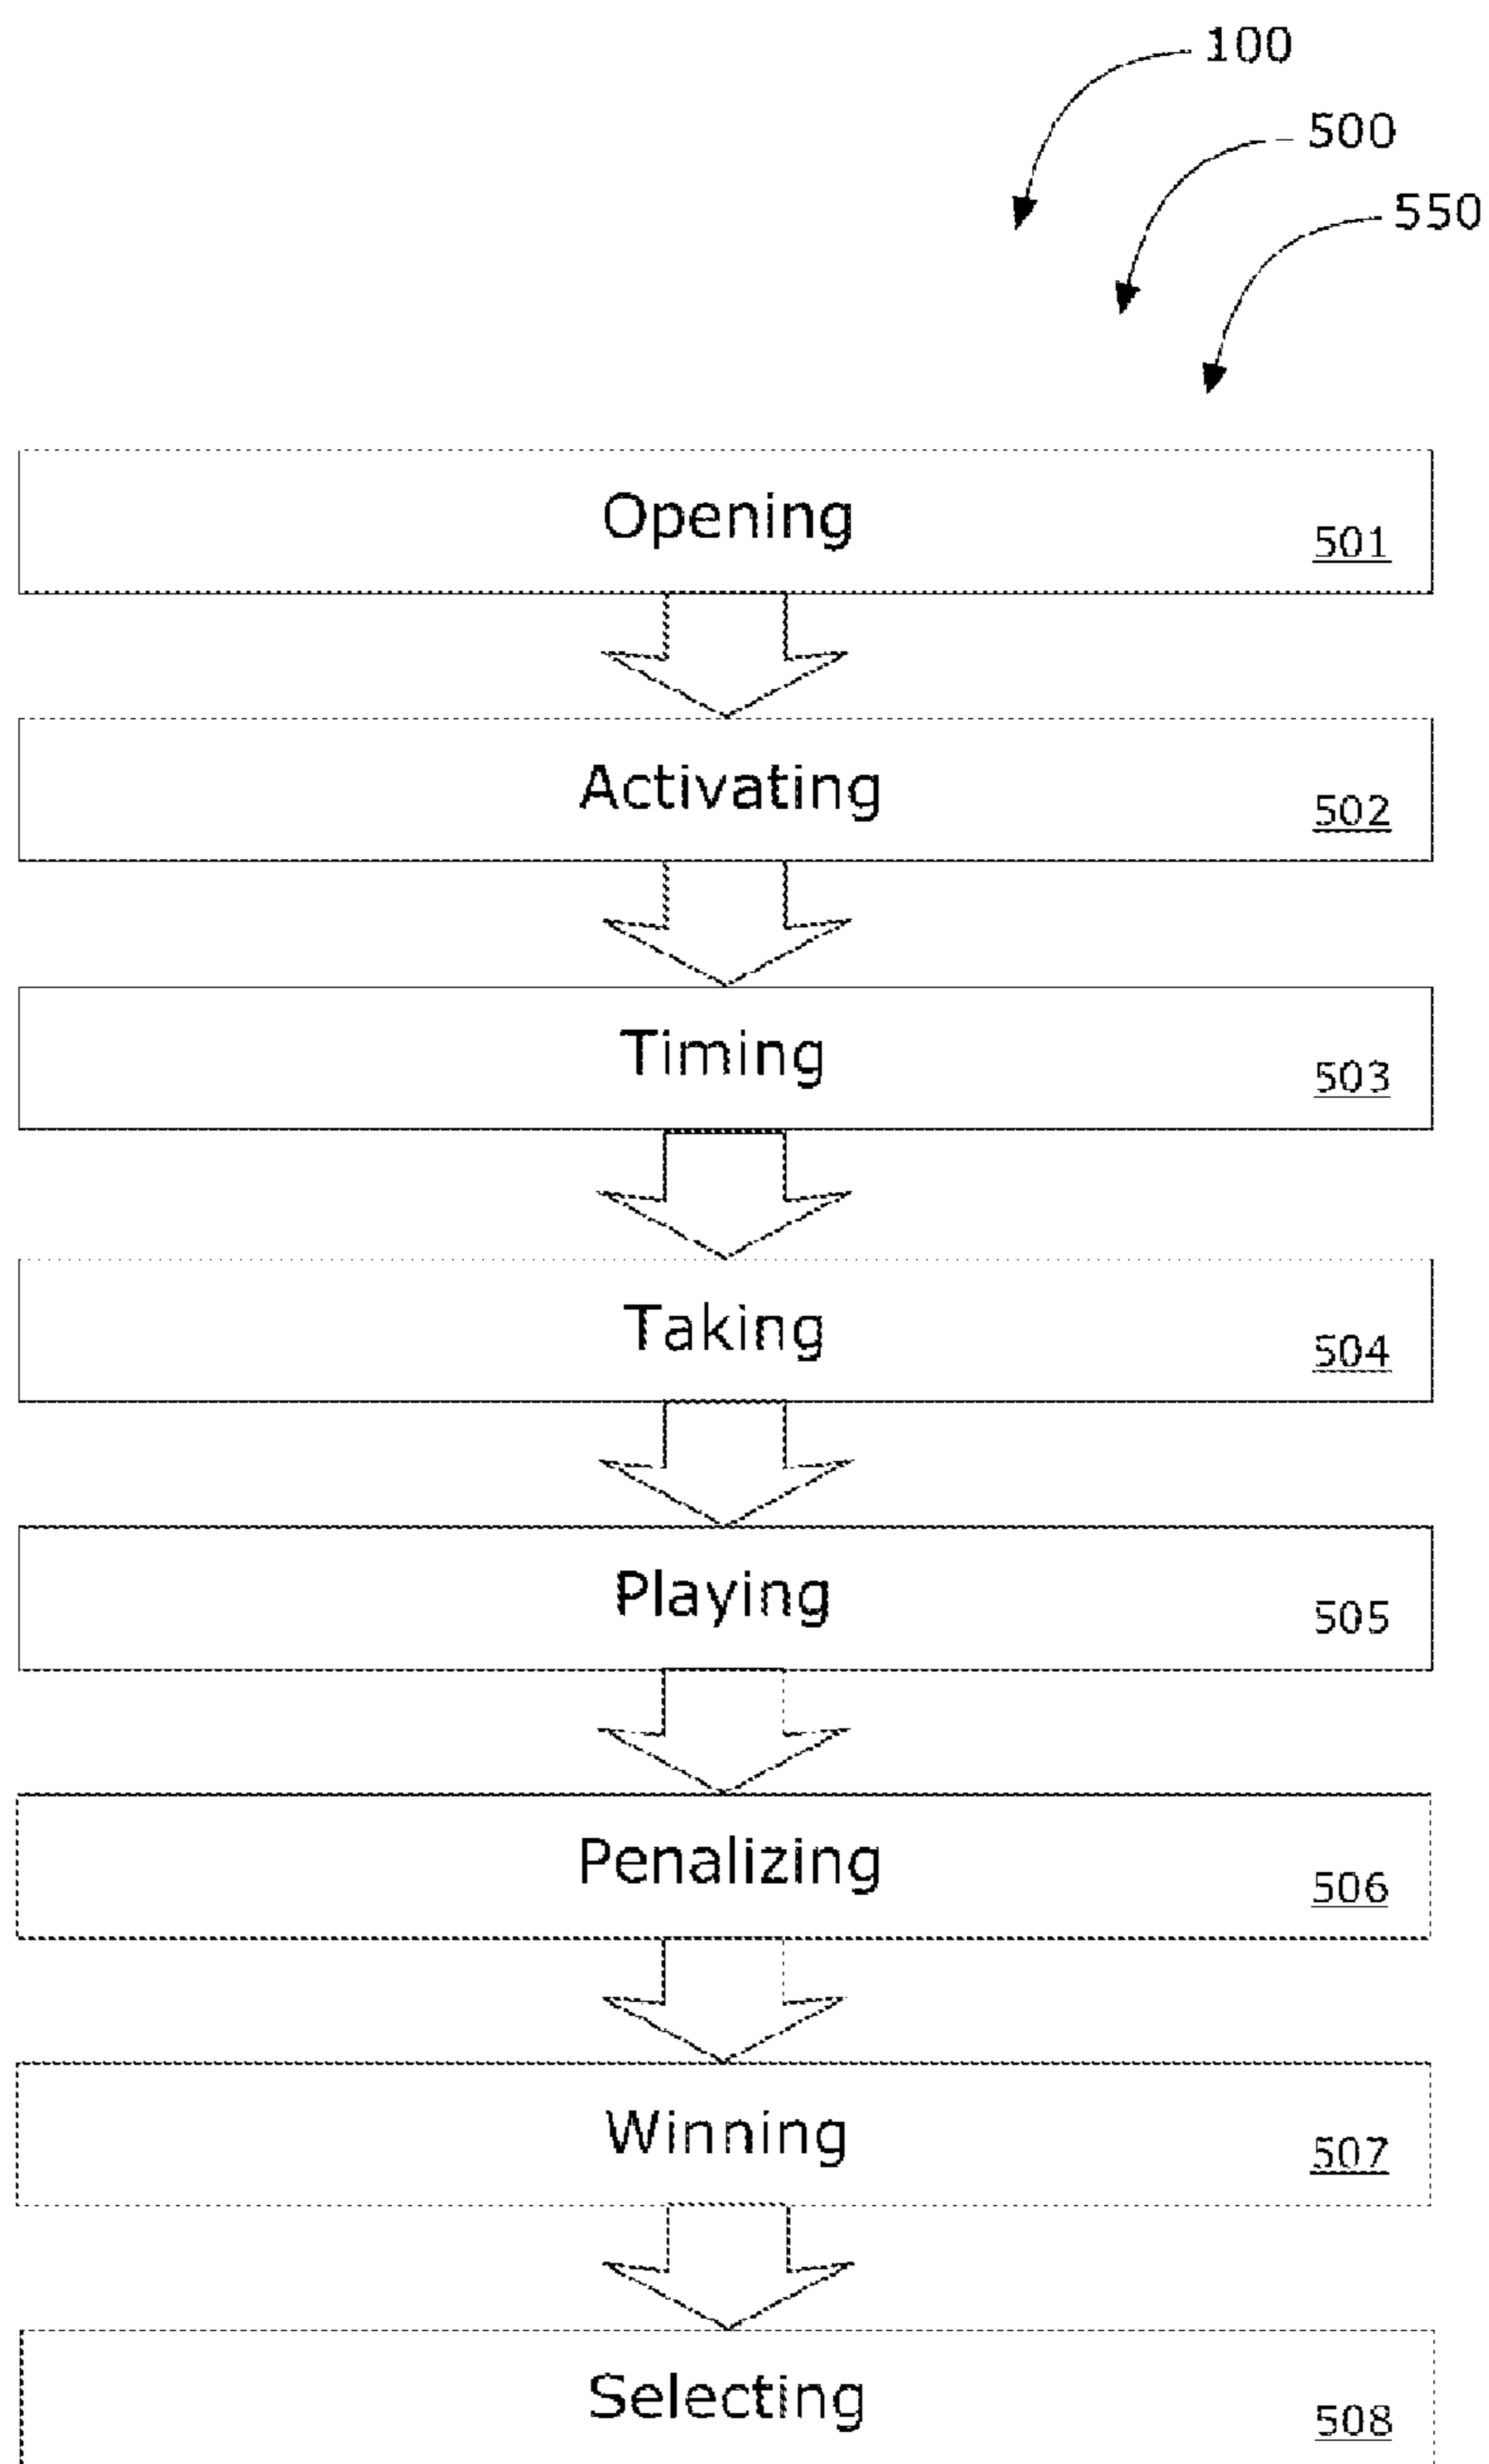 100
500
550
Opening
501
Activating
502
Timing
503
Taking
504
Playing
505
Penalizing
506
Winning
507
Selecting
508